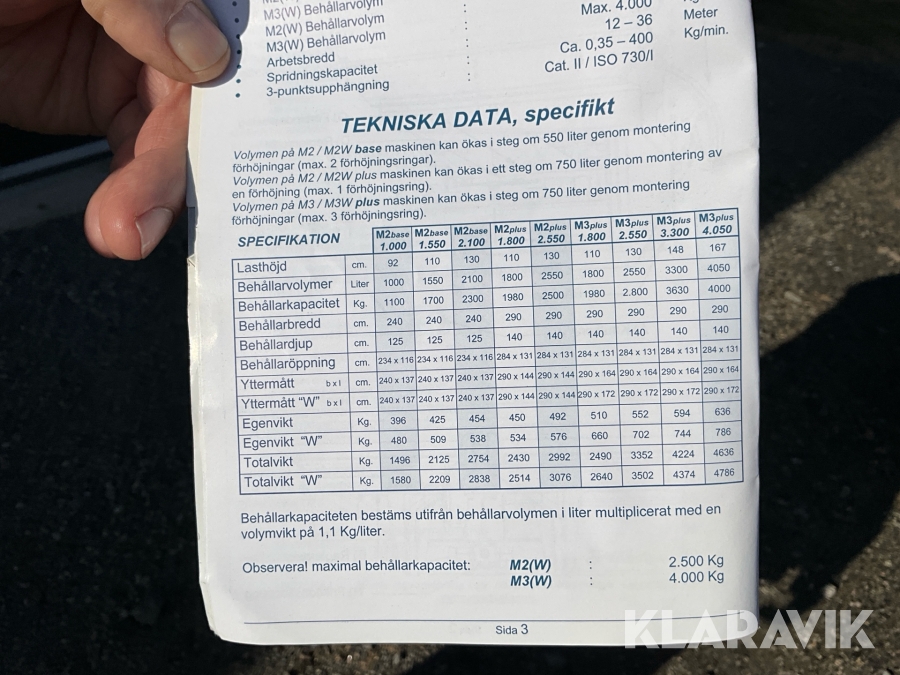 M3(W) Behållarvolym :
M2(W) Behållarvolym : Max. 4.000
M3(W) Behållarvolym : 12 – 36 Meter
Arbetsbredd : Ca. 0,35 – 400 Kg/min.
Spridningskapacitet : Cat. II / ISO 730/I
3-punktsupphängning
TEKNISKA DATA, specifikt
Volymen på M2 / M2W base maskinen kan ökas i steg om 550 liter genom montering
förhöjningar (max. 2 förhöjningsringar).
Volymen på M2 / M2W plus maskinen kan ökas i ett steg om 750 liter genom montering av
en förhöjning (max. 1 förhöjningsring).
Volymen på M3 / M3W plus maskinen kan ökas i steg om 750 liter genom montering
förhöjningar (max. 3 förhöjningsring).
SPECIFIKATION M2base 1.000 M2base 1.550 M2base 2.100 M2plus 1.800 M2plus 2.550 M3plus 1.800 M3plus 2.550 M3plus 3.300 M3plus 4.050
Lasthöjd cm. 92 110 130 110 130 110 130 148 167
Behållarvolymer Liter 1000 1550 2100 1800 2550 1800 2550 3300 4050
Behållarkapacitet Kg. 1100 1700 2300 1980 2500 1980 2.800 3630 4000
Behållarbredd cm. 240 240 240 290 290 290 290 290 290
Behållardjup cm. 125 125 125 140 140 140 140 140 140
Behållaröppning cm. 234 x 116 234 x 116 234 x 116 284 x 131 284 x 131 284 x 131 284 x 131 284 x 131 284 x 131
Yttermått b x l cm. 240 x 137 240 x 137 240 x 137 290 x 144 290 x 144 290 x 164 290 x 164 290 x 164 290 x 164
Yttermått “W” b x l cm. 240 x 137 240 x 137 240 x 137 290 x 144 290 x 144 290 x 172 290 x 172 290 x 172 290 x 172
Egenvikt Kg. 396 425 454 450 492 510 552 594 636
Egenvikt “W” Kg. 480 509 538 534 576 660 702 744 786
Totalvikt Kg. 1496 2125 2754 2430 2992 2490 3352 4224 4636
Totalvikt “W” Kg. 1580 2209 2838 2514 3076 2640 3502 4374 4786
Behållarkapaciteten bestäms utifrån behållarvolymen i liter multiplicerat med en
volymvikt på 1,1 Kg/liter.
Observera! maximal behållarkapacitet: M2(W) : 2.500 Kg
M3(W) : 4.000 Kg
Sida 3
KLARAVIK